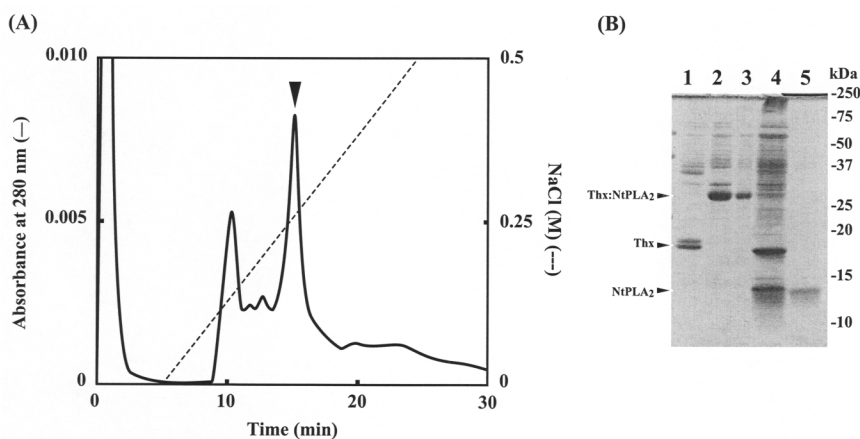 (A)
0.010
0.005
0
Absorbance at 280 nm (—)
0 10 20 30
Time (min)
0.5
0.25
0
NaCl (M) (---)
(B)
1 2 3 4 5 kDa
-250
-75
-50
-37
Thx:NtPLA2
-25
-20
Thx
-15
NtPLA2
-10